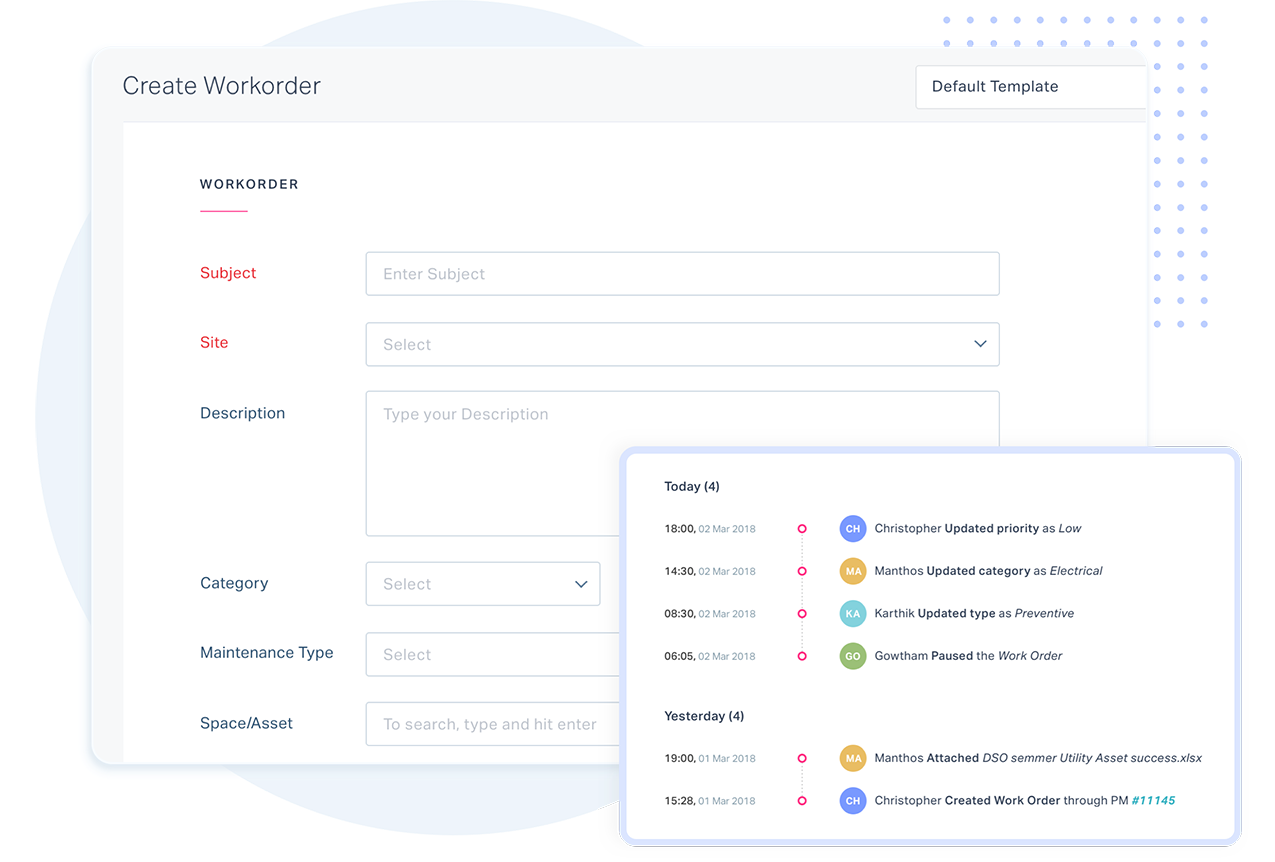 Create Workorder
Default Template
WORKORDER
Subject
Enter Subject
Site
Select
Description
Type your Description
Category
Select
Maintenance Type
Select
Space/Asset
To search, type and hit enter
Today (4)
18:00, 02 Mar 2018 CH Christopher Updated priority as Low
14:30, 02 Mar 2018 MA Manthos Updated category as Electrical
08:30, 02 Mar 2018 KA Karthik Updated type as Preventive
06:05, 02 Mar 2018 GO Gowtham Paused the Work Order
Yesterday (4)
19:00, 01 Mar 2018 MA Manthos Attached DSO semmer Utility Asset success.xlsx
15:28, 01 Mar 2018 CH Christopher Created Work Order through PM #11145